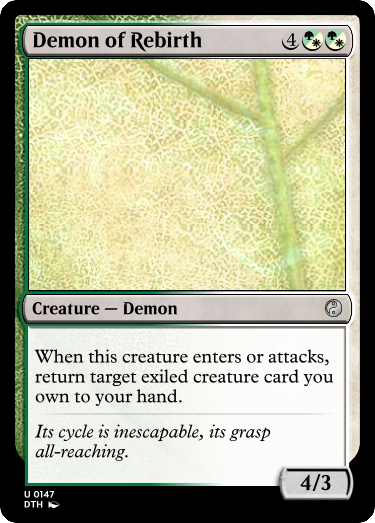 Demon of Rebirth 4
Creature — Demon
When this creature enters or attacks,
return target exiled creature card you
own to your hand.
Its cycle is inescapable, its grasp
all-reaching.
4/3
U 0147
DTH